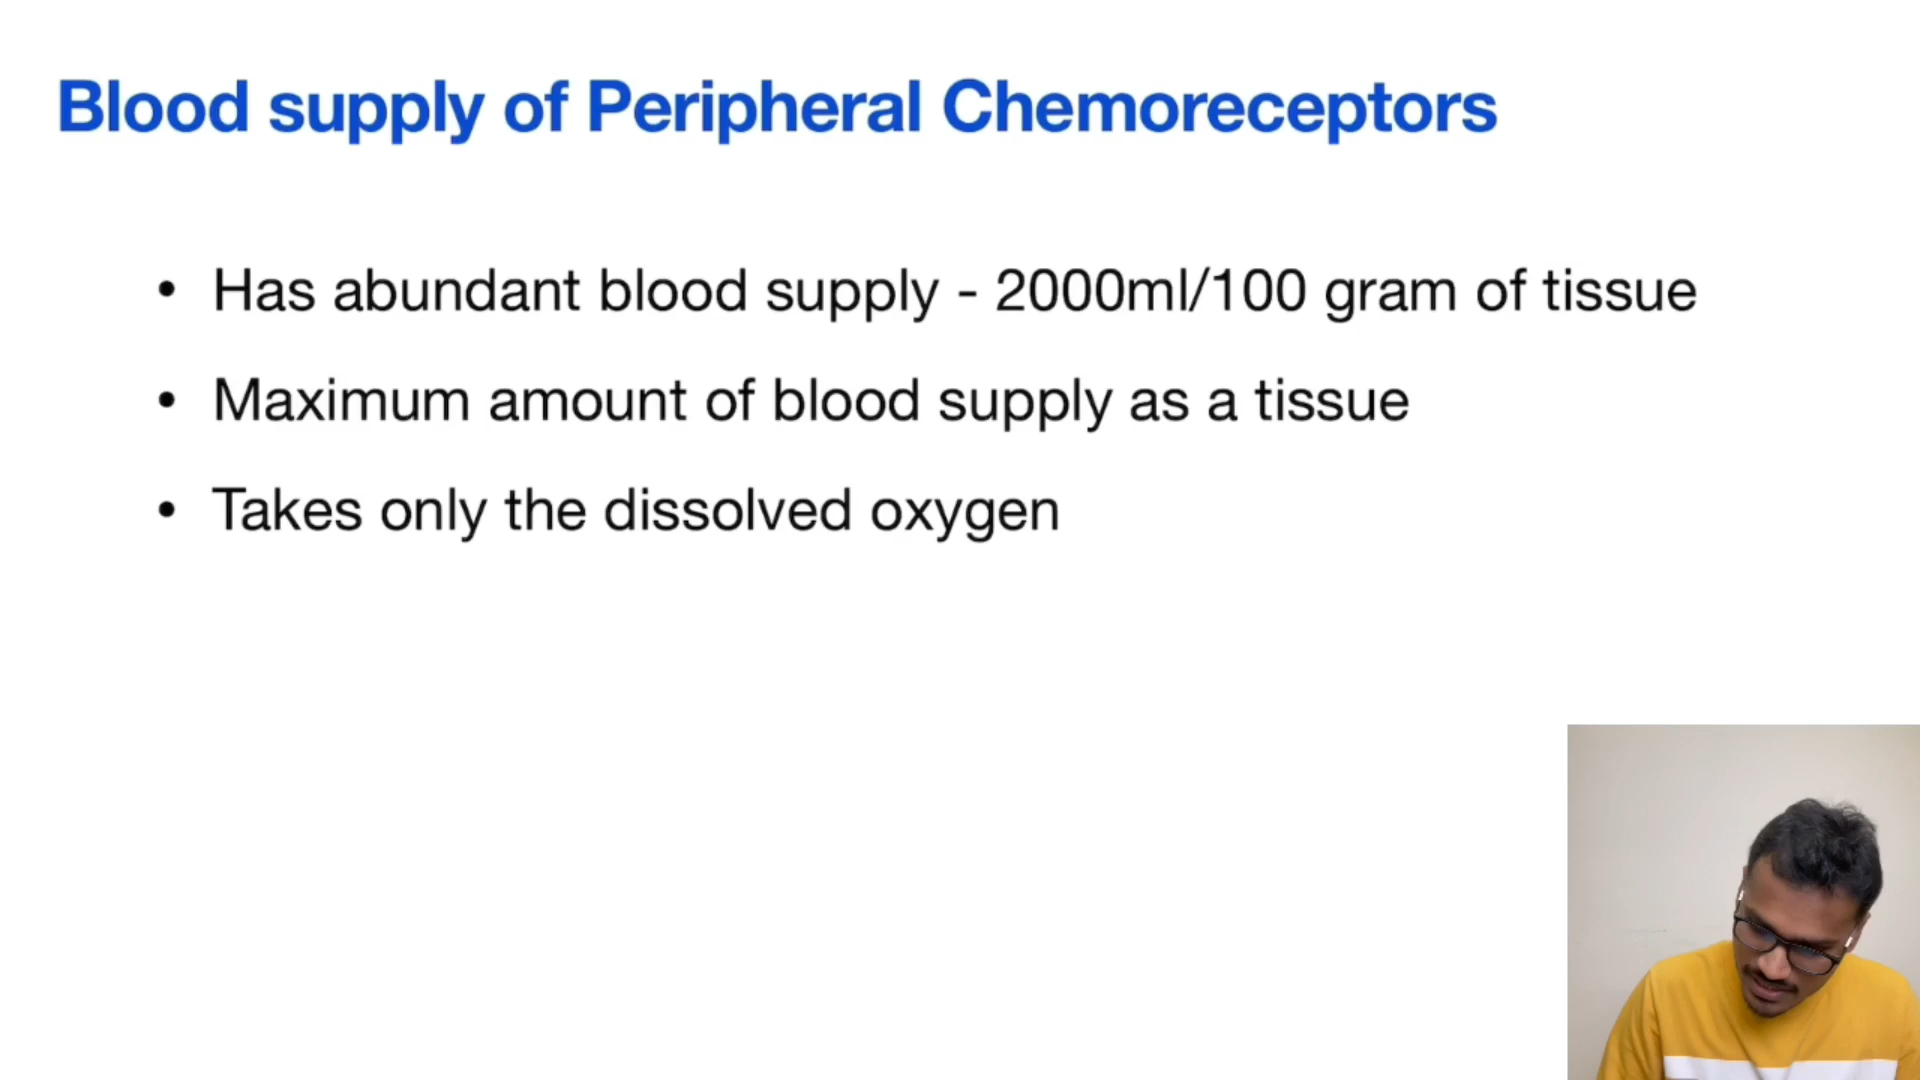 Blood supply of Peripheral Chemoreceptors
• Has abundant blood supply - 2000ml/100 gram of tissue
• Maximum amount of blood supply as a tissue
• Takes only the dissolved oxygen